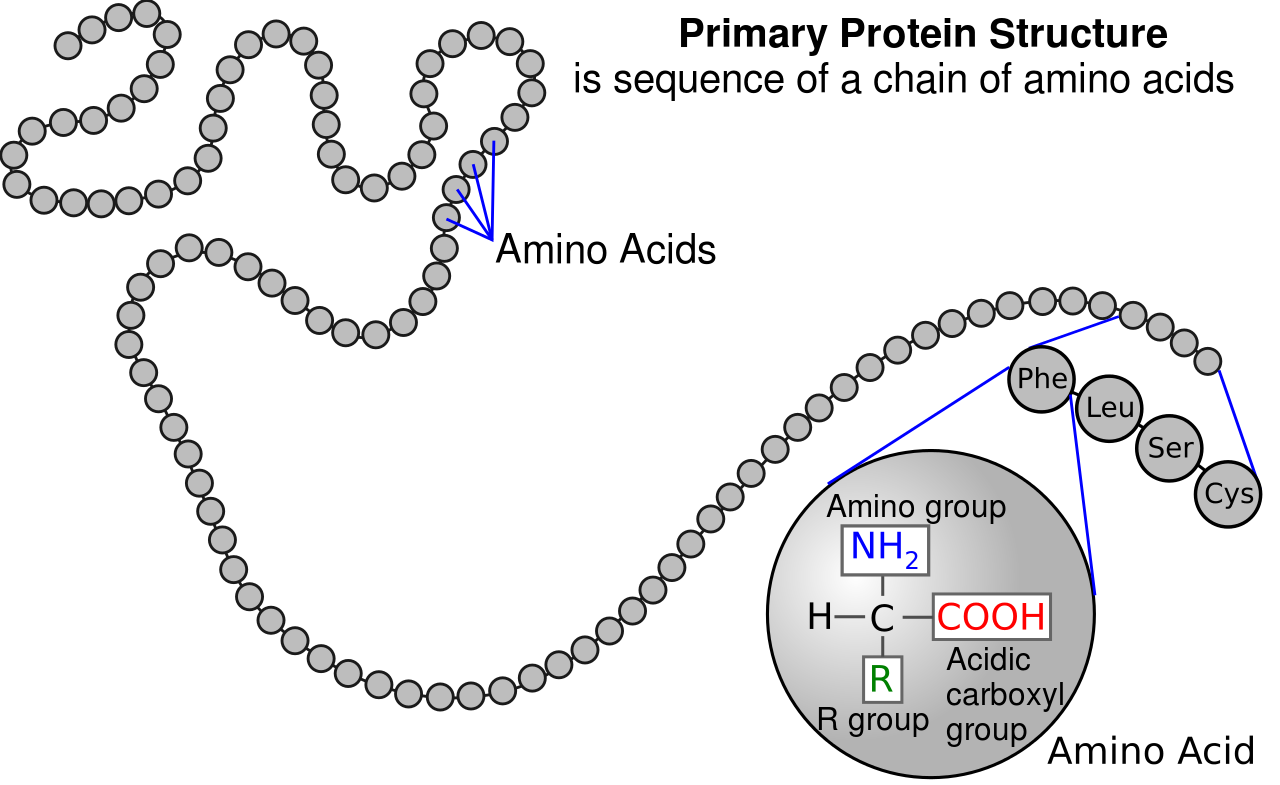 Primary Protein Structure
is sequence of a chain of amino acids
Amino Acids
Phe
Leu
Ser
Cys
Amino group
NH₂
H C COOH
R
Acidic
carboxyl
group
R group
Amino Acid